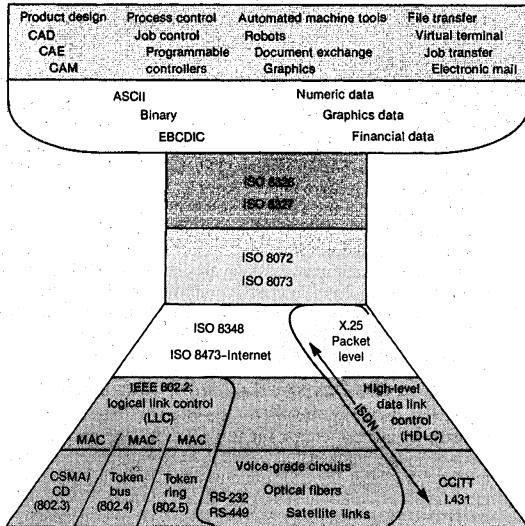 Product design Process control Automated machine tools File transfer
CAD Job control Robots Virtual terminal
CAE Programmable Document exchange Job transfer
CAM controllers Graphics Electronic mail
ASCII Numeric data
Binary Graphics data
EBCDIC Financial data
ISO 8326
ISO 8327
ISO 8072
ISO 8073
ISO 8348
ISO 8473–Internet
X.25
Packet
level
ISDN
IEEE 802.2:
logical link control
(LLC)
High-level
data link
control
(HDLC)
MAC MAC MAC
CSMA/
CD
(802.3)
Token
bus
(802.4)
Token
ring
(802.5)
Voice-grade circuits
RS-232 Optical fibers
RS-449 Satellite links
CCITT
I.431